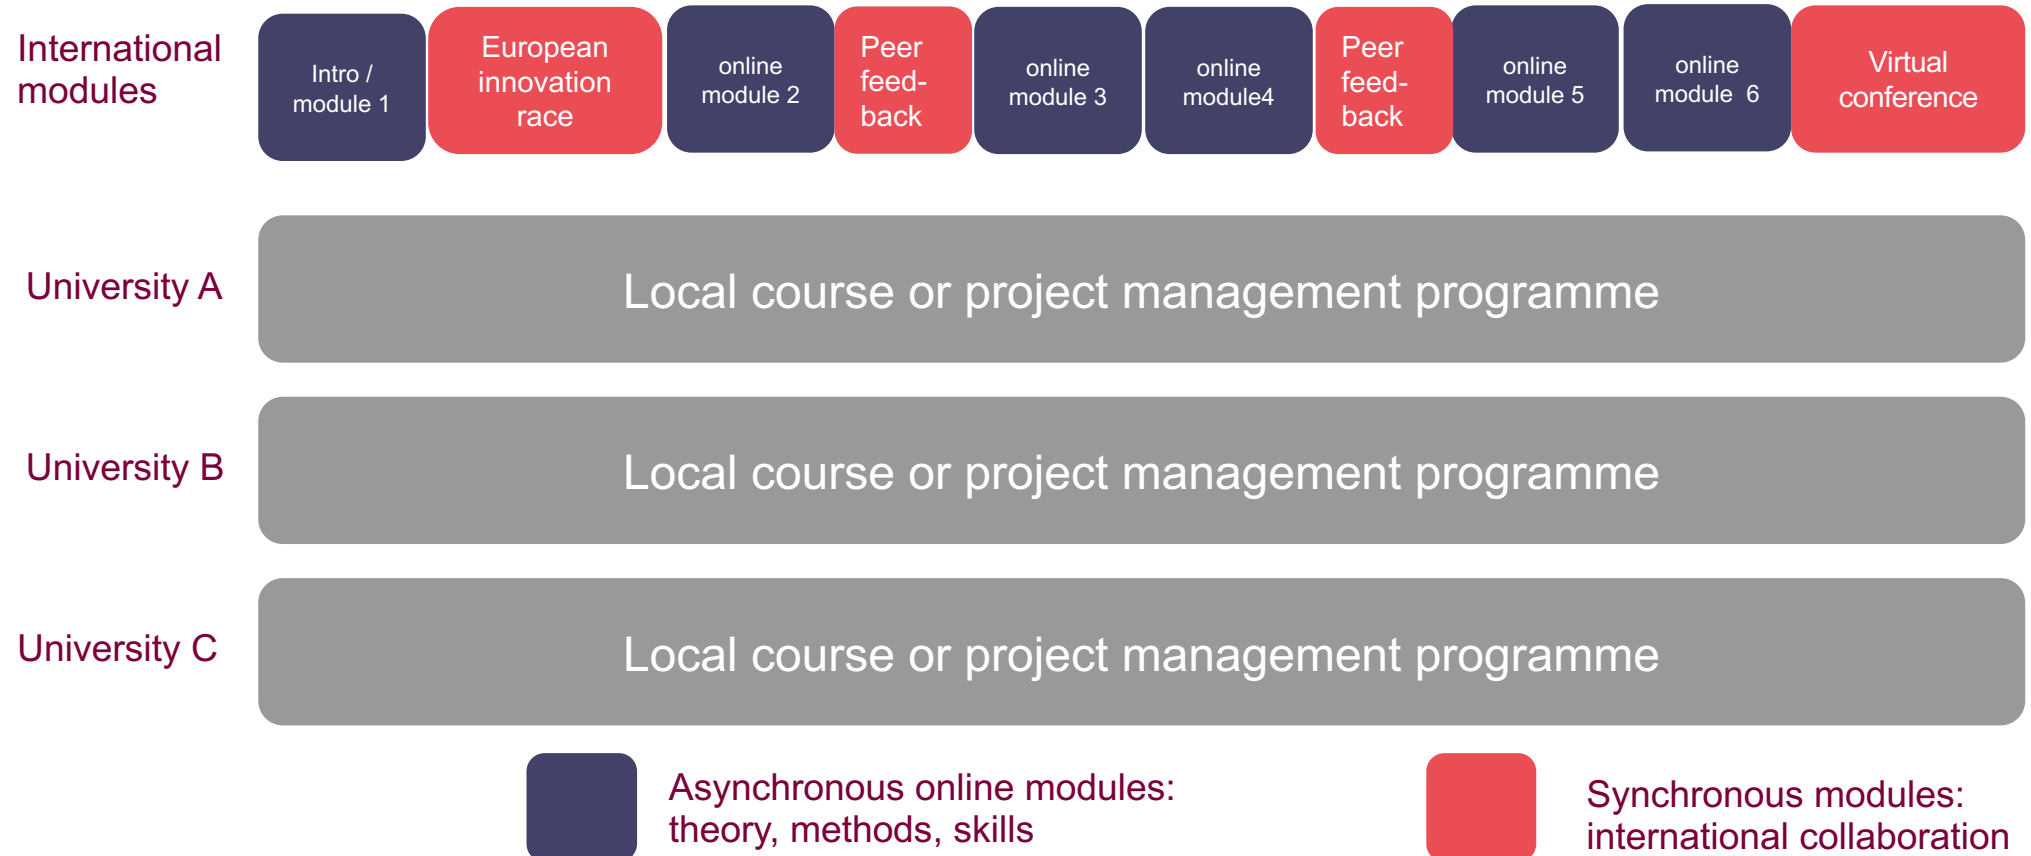 International
modules
Intro /
module 1
European
innovation
race
online
module 2
Peer
feed-
back
online
module 3
online
module4
Peer
feed-
back
online
module 5
online
module  6
Virtual
conference
University A
Local course or project management programme
University B
Local course or project management programme
University C
Local course or project management programme
Asynchronous online modules:
theory, methods, skills
Synchronous modules:
international collaboration